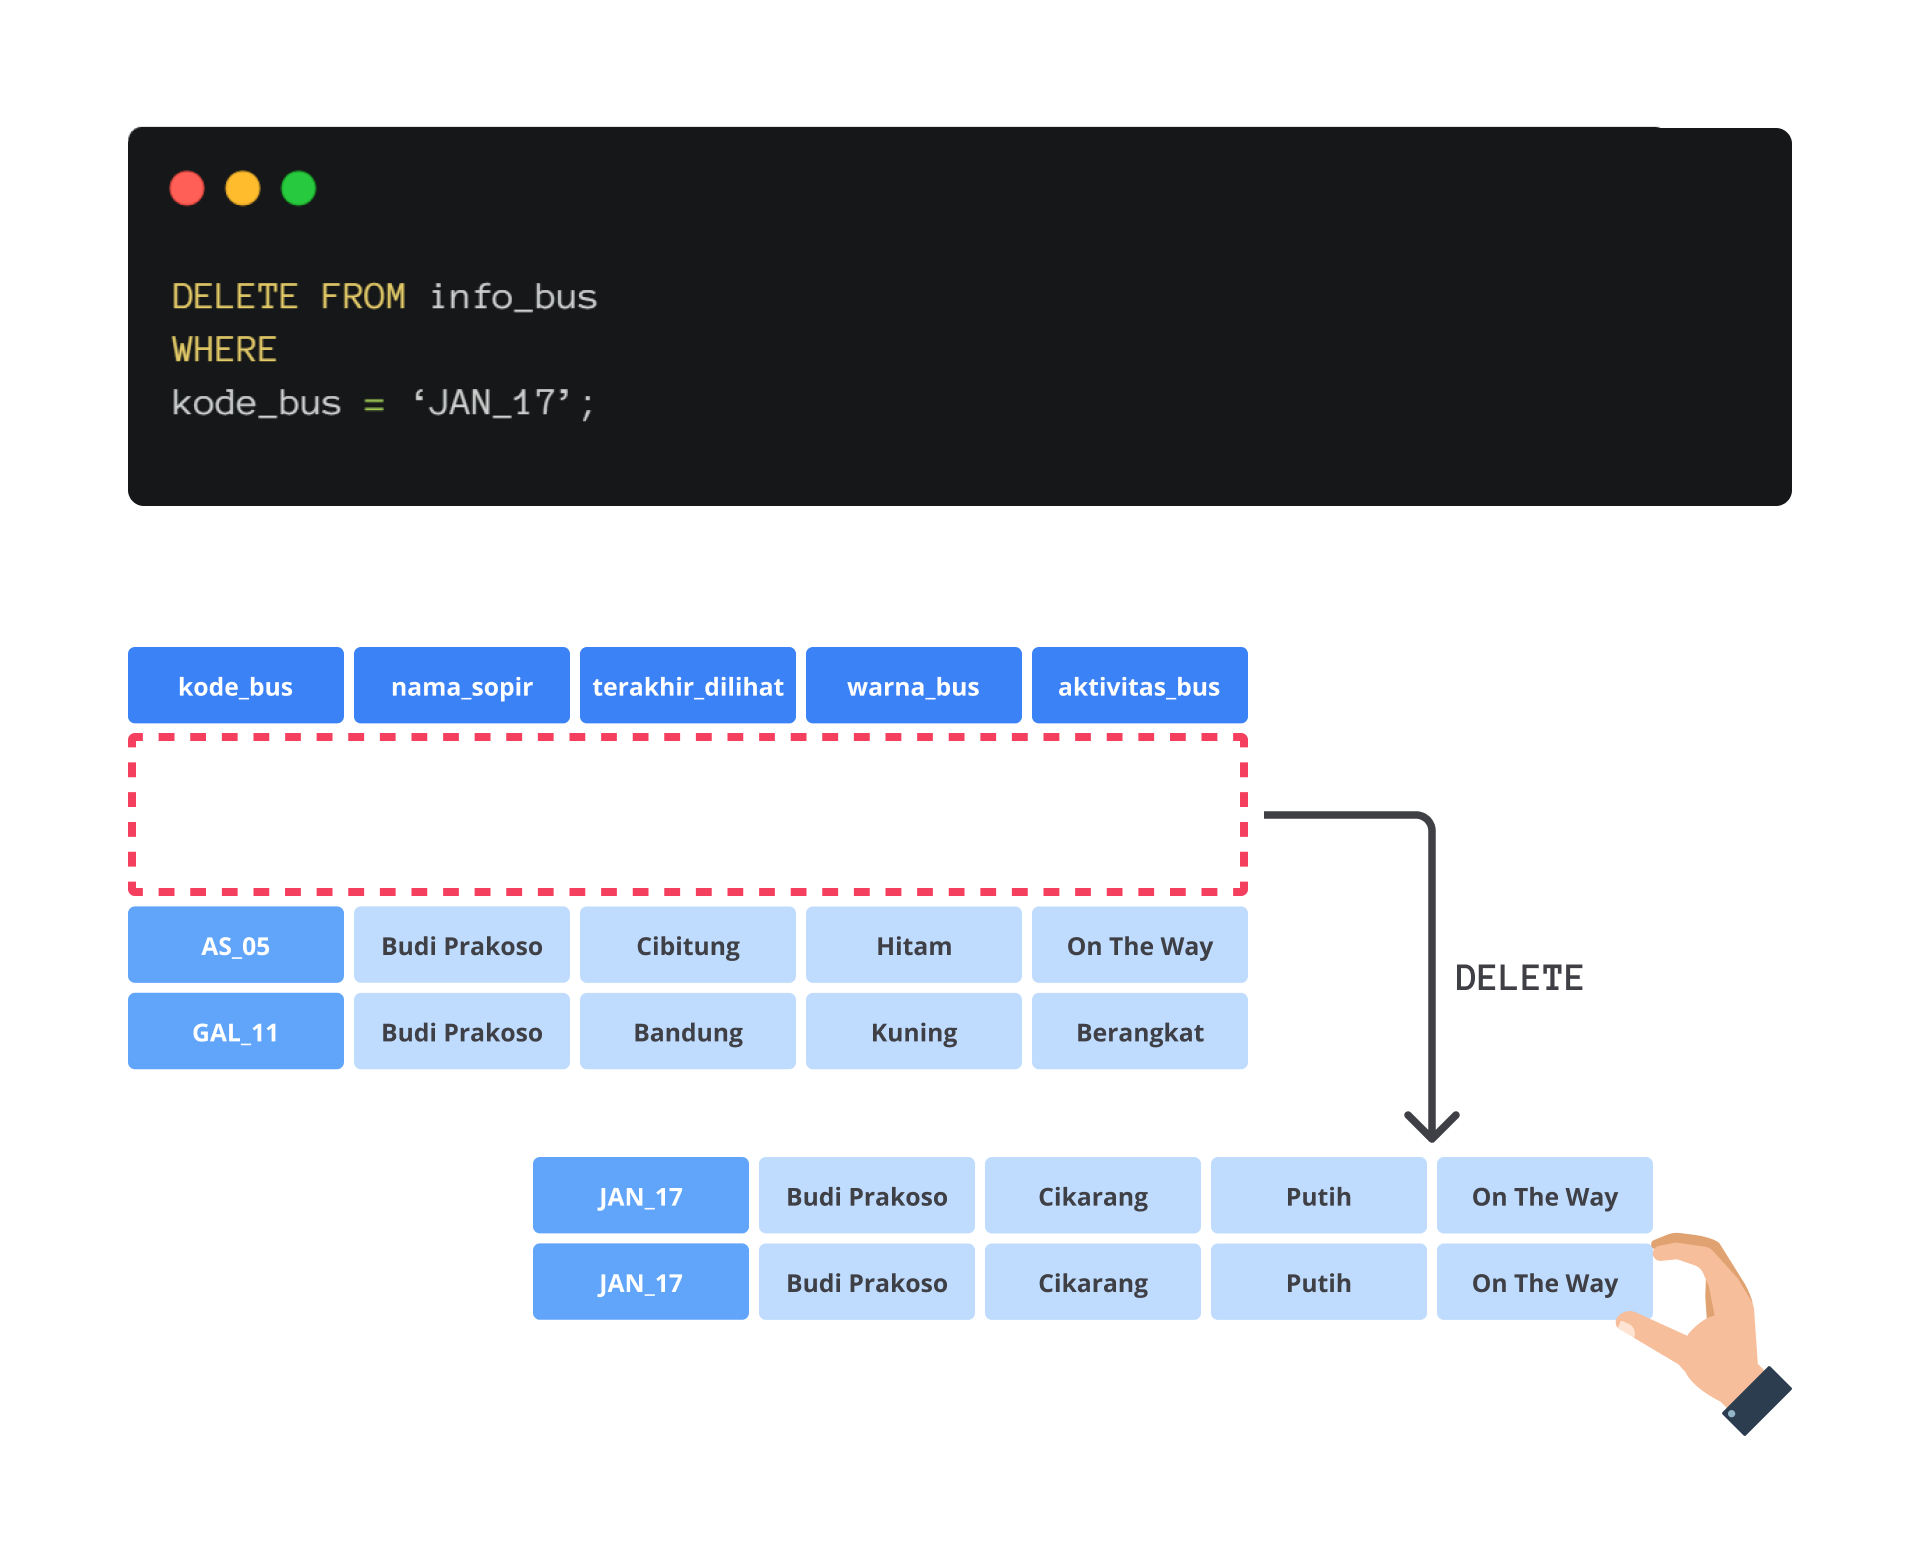 DELETE FROM info_bus
WHERE
kode_bus = ‘JAN_17’;
kode_bus nama_sopir terakhir_dilihat warna_bus aktivitas_bus
AS_05 Budi Prakoso Cibitung Hitam On The Way
DELETE
GAL_11 Budi Prakoso Bandung Kuning Berangkat
JAN_17 Budi Prakoso Cikarang Putih On The Way
JAN_17 Budi Prakoso Cikarang Putih On The Way